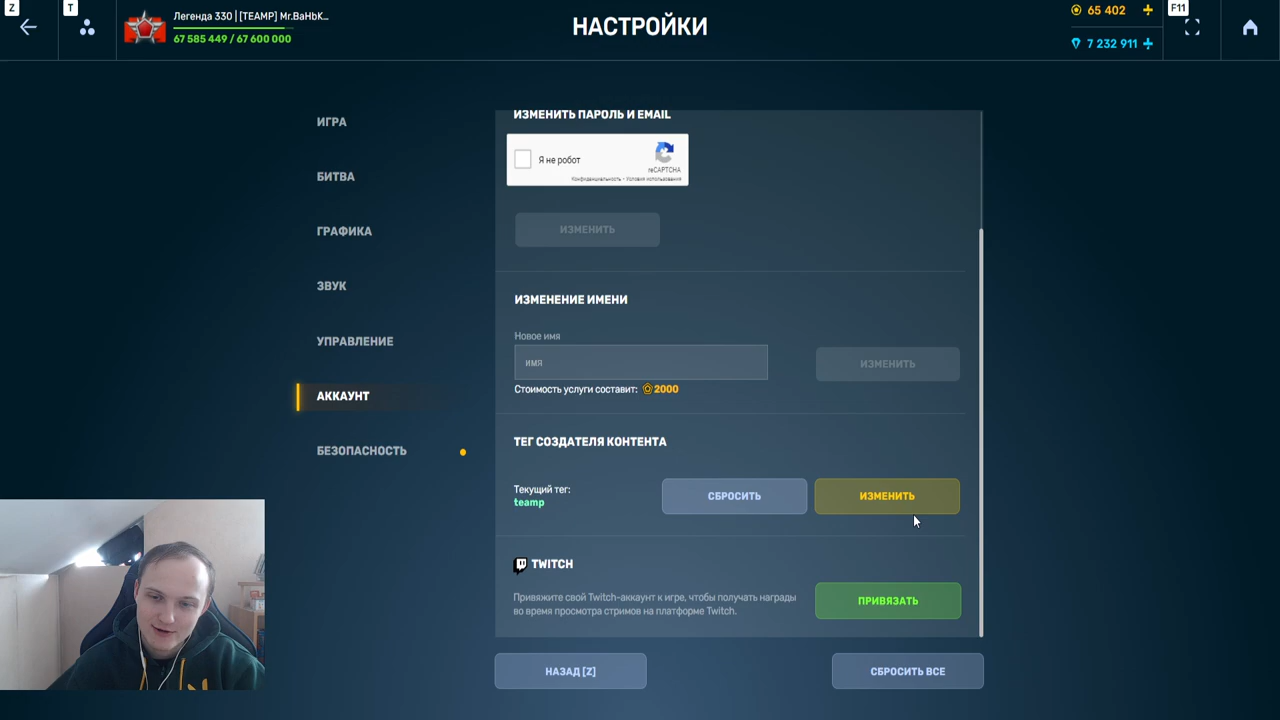 Z
T
Легенда 330 | [TEAMP] Mr.BaHbK...
67 585 449 / 67 600 000
НАСТРОЙКИ
65 402
7 232 911
F11
ИГРА
БИТВА
ГРАФИКА
ЗВУК
УПРАВЛЕНИЕ
АККАУНТ
БЕЗОПАСНОСТЬ
ИЗМЕНИТЬ ПАРОЛЬ И EMAIL
Я не робот
reCAPTCHA
Конфиденциальность - Условия использования
ИЗМЕНИТЬ
ИЗМЕНЕНИЕ ИМЕНИ
Новое имя
имя
ИЗМЕНИТЬ
Стоимость услуги составит: 2000
ТЕГ СОЗДАТЕЛЯ КОНТЕНТА
Текущий тег:
teamp
СБРОСИТЬ
ИЗМЕНИТЬ
TWITCH
Привяжите свой Twitch-аккаунт к игре, чтобы получать награды
во время просмотра стримов на платформе Twitch.
ПРИВЯЗАТЬ
НАЗАД [Z]
СБРОСИТЬ ВСЕ